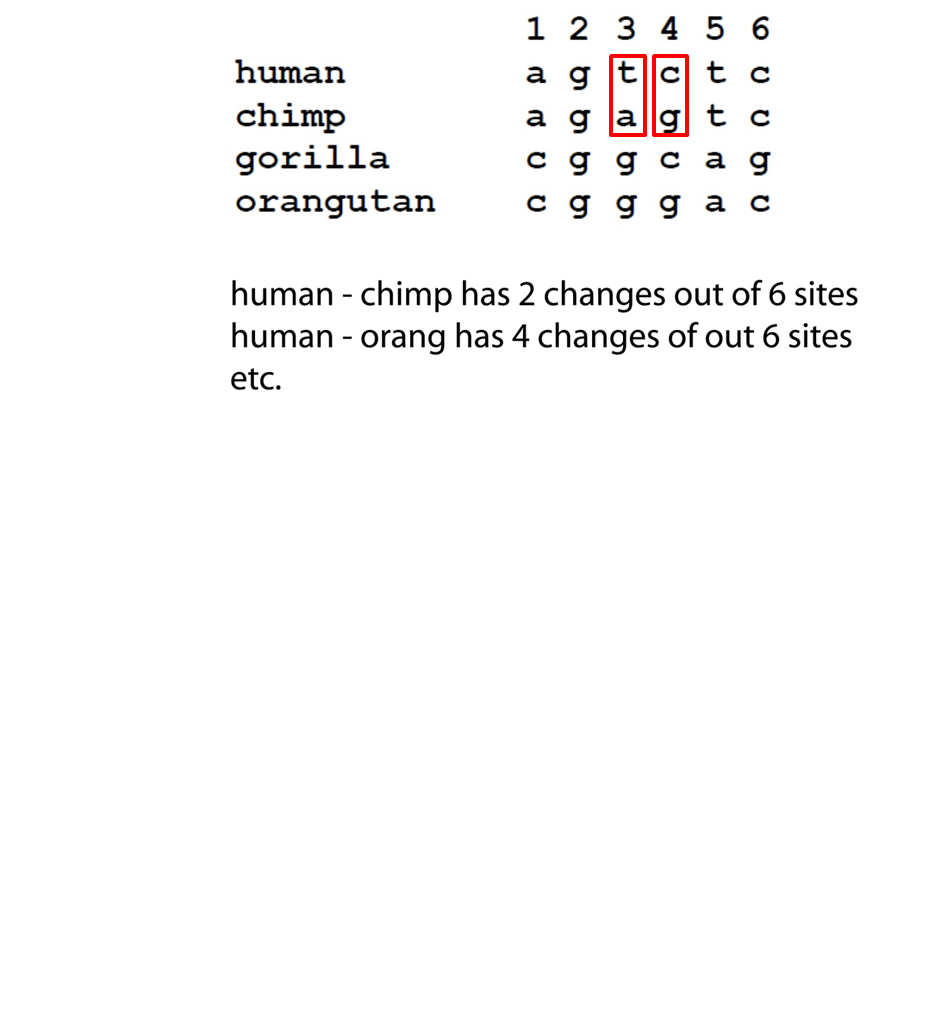 1 2 3 4 5 6
human a g t c t c
chimp a g a g t c
gorilla c g g c a g
orangutan c g g g a c
human - chimp has 2 changes out of 6 sites
human - orang has 4 changes of out 6 sites
etc.